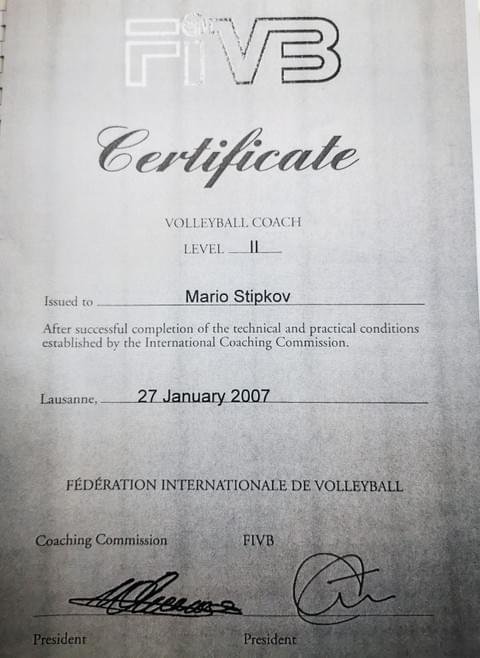 FIVB
Certificate
VOLLEYBALL COACH
LEVEL II
Issued to Mario Stipkov
After successful completion of the technical and practical conditions
established by the International Coaching Commission.
Lausanne, 27 January 2007
FÉDÉRATION INTERNATIONALE DE VOLLEYBALL
Coaching Commission FIVB
President President